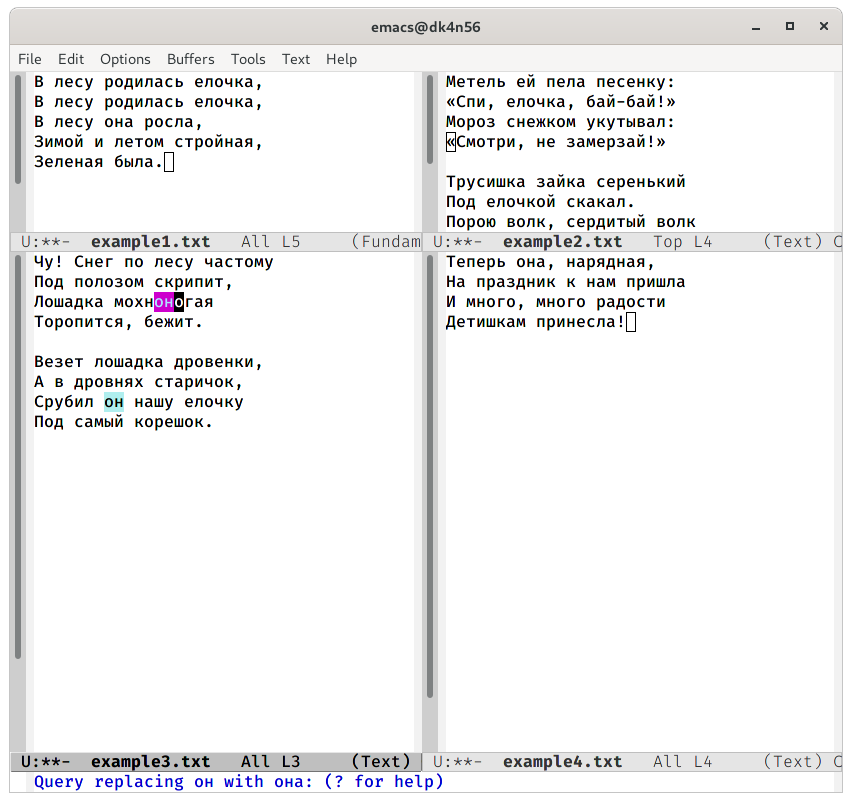 emacs@dk4n56
File Edit Options Buffers Tools Text Help
В лесу родилась елочка,
В лесу родилась елочка,
В лесу она росла,
Зимой и летом стройная,
Зеленая была.
U:**- example1.txt All L5 (Fundam
Метель ей пела песенку:
«Спи, елочка, бай-бай!»
Мороз снежком укутывал:
«Смотри, не замерзай!»
Трусишка зайка серенький
Под елочкой скакал.
Порою волк, сердитый волк
U:**- example2.txt Top L4 (Text) C
Чу! Снег по лесу частому
Под полозом скрипит,
Лошадка мохноногая
Торопится, бежит.
Везет лошадка дровенки,
А в дровнях старичок,
Срубил он нашу елочку
Под самый корешок.
U:**- example3.txt All L3 (Text)
Теперь она, нарядная,
На праздник к нам пришла
И много, много радости
Детишкам принесла!
U:**- example4.txt All L4 (Text) C
Query replacing он with она: (? for help)